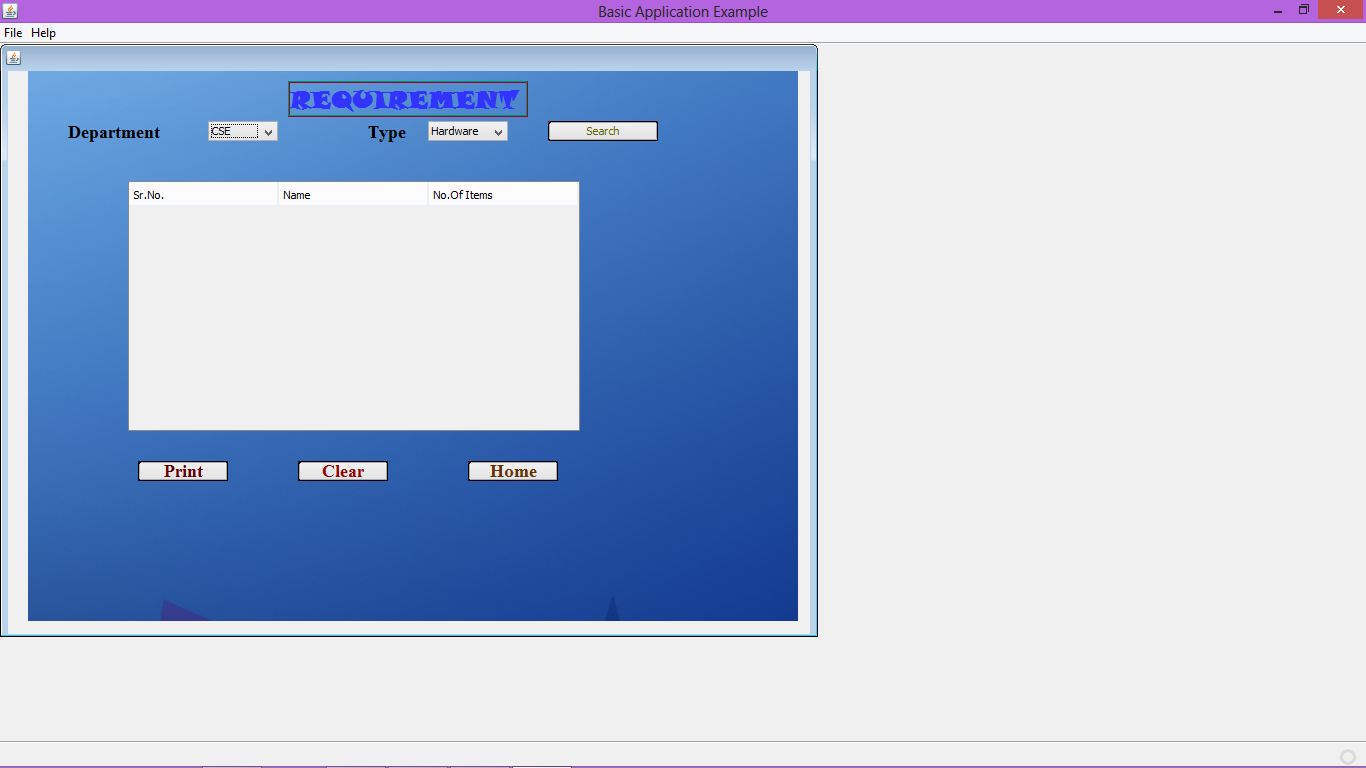 Basic Application Example
File Help
REQUIREMENT
Department CSE Type Hardware Search
Sr.No. Name No.Of Items
Print Clear Home